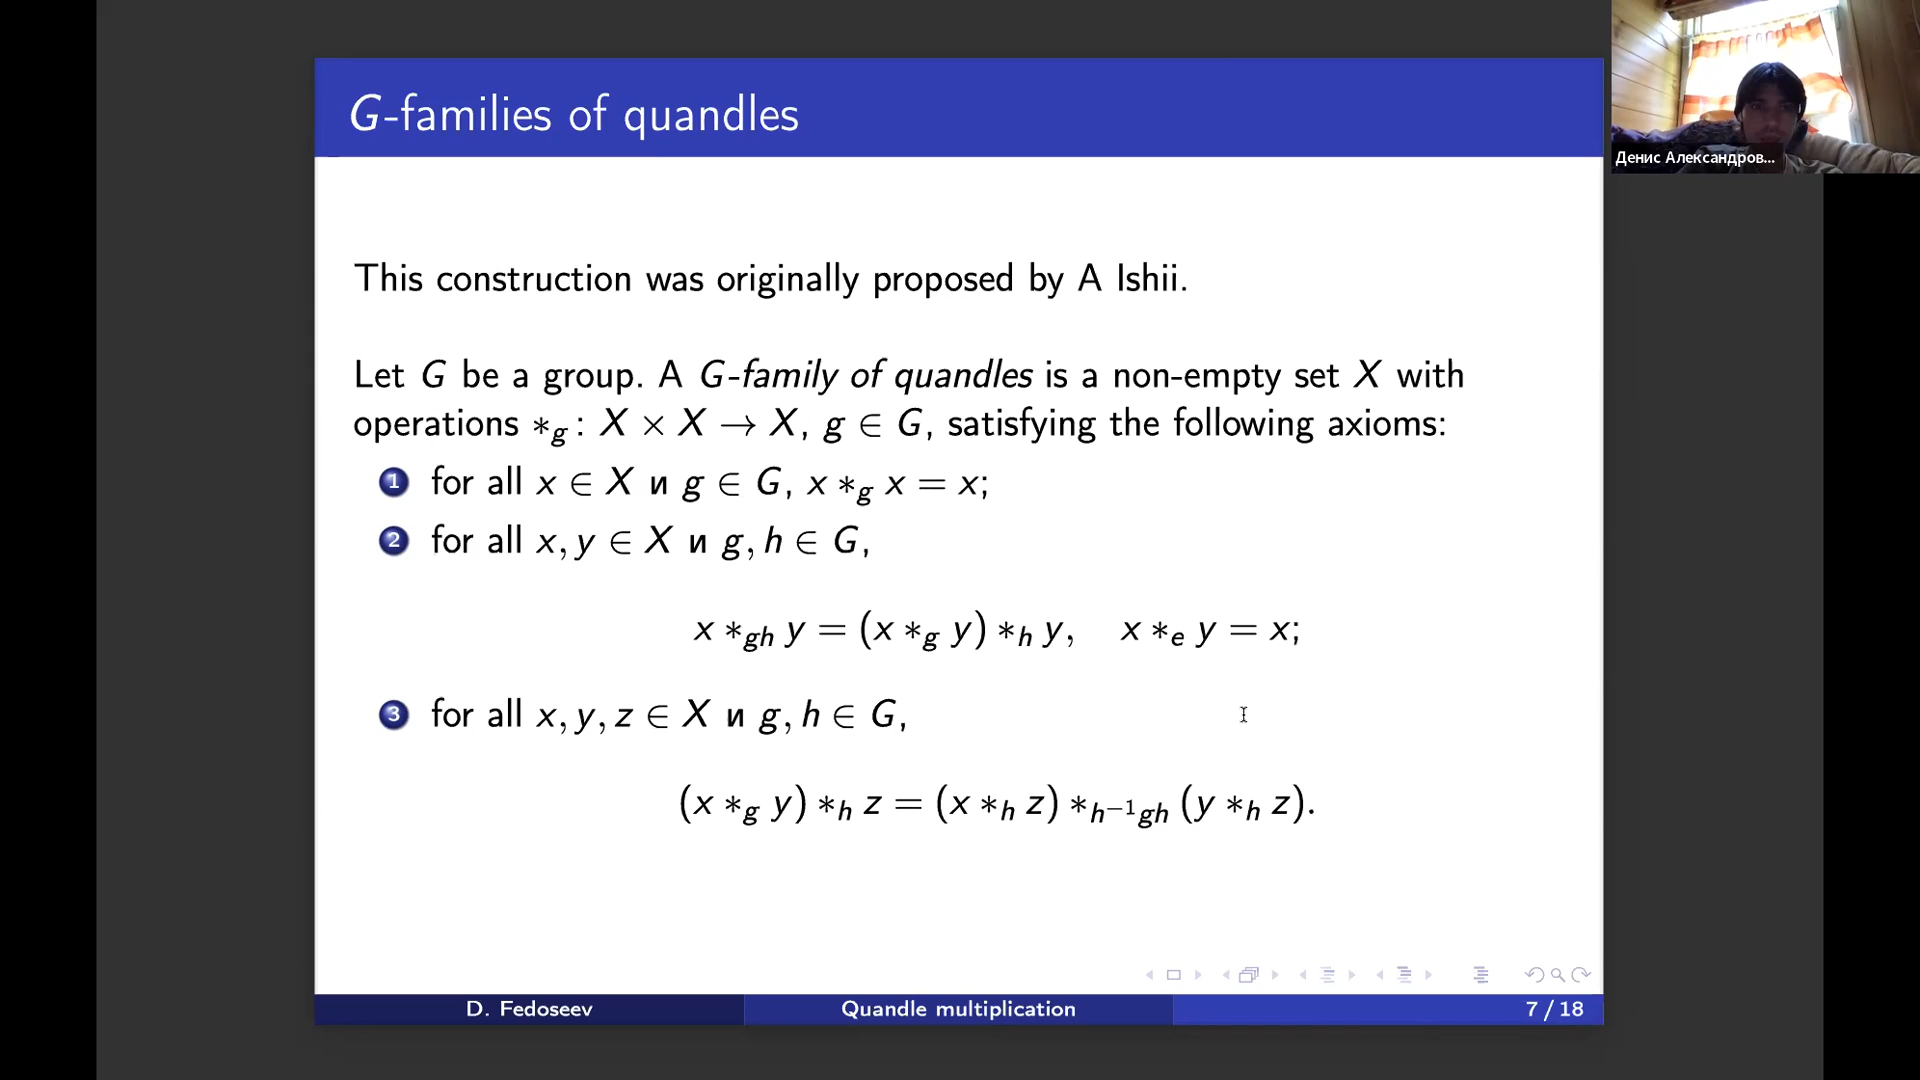 G-families of quandles
Денис Александров...
This construction was originally proposed by A Ishii.
Let G be a group. A G-family of quandles is a non-empty set X with
operations *_g : X × X → X, g ∈ G, satisfying the following axioms:
1 for all x ∈ X и g ∈ G, x *_g x = x;
2 for all x, y ∈ X и g, h ∈ G,
x *_{gh} y = (x *_g y) *_h y, x *_e y = x;
3 for all x, y, z ∈ X и g, h ∈ G,
(x *_g y) *_h z = (x *_h z) *_{h^{-1}gh} (y *_h z).
D. Fedoseev Quandle multiplication 7 / 18